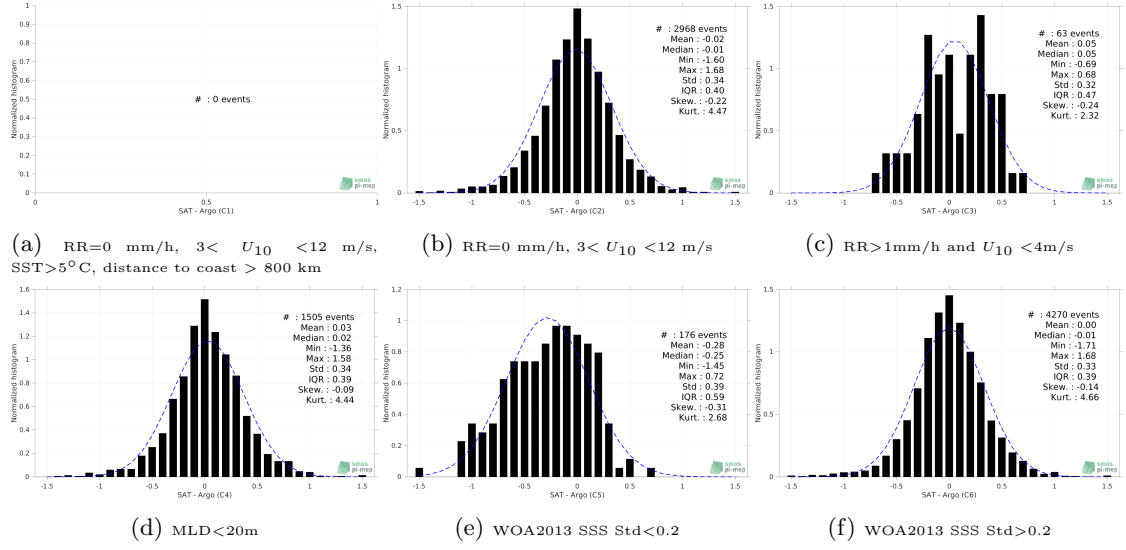 1
0.9
0.8
0.7
0.6
0.5
0.4
0.3
0.2
0.1
0
Normalized histogram
# : 0 events
smos
pi-mep
0 0.5 1
SAT - Argo (C1)
(a) RR=0 mm/h, 3< U10 <12 m/s,
SST>5°C, distance to coast > 800 km
1.5
1
0.5
0
Normalized histogram
# : 2968 events
Mean : -0.02
Median : -0.01
Min : -1.60
Max : 1.68
Std : 0.34
IQR : 0.40
Skew. : -0.22
Kurt. : 4.47
smos
pi-mep
-1.5 -1 -0.5 0 0.5 1 1.5
SAT - Argo (C2)
(b) RR=0 mm/h, 3< U10 <12 m/s
1.5
1
0.5
0
Normalized histogram
# : 63 events
Mean : 0.05
Median : 0.05
Min : -0.69
Max : 0.68
Std : 0.32
IQR : 0.47
Skew. : -0.24
Kurt. : 2.32
smos
pi-mep
-1.5 -1 -0.5 0 0.5 1 1.5
SAT - Argo (C3)
(c) RR>1mm/h and U10 <4m/s
1.6
1.4
1.2
1
0.8
0.6
0.4
0.2
0
Normalized histogram
# : 1505 events
Mean : 0.03
Median : 0.02
Min : -1.36
Max : 1.58
Std : 0.34
IQR : 0.39
Skew. : -0.09
Kurt. : 4.44
smos
pi-mep
-1.5 -1 -0.5 0 0.5 1 1.5
SAT - Argo (C4)
(d) MLD<20m
1.2
1
0.8
0.6
0.4
0.2
0
Normalized histogram
# : 176 events
Mean : -0.28
Median : -0.25
Min : -1.45
Max : 0.72
Std : 0.39
IQR : 0.59
Skew. : -0.31
Kurt. : 2.68
smos
pi-mep
-1.5 -1 -0.5 0 0.5 1 1.5
SAT - Argo (C5)
(e) WOA2013 SSS Std<0.2
1.5
1
0.5
0
Normalized histogram
# : 4270 events
Mean : 0.00
Median : -0.01
Min : -1.71
Max : 1.68
Std : 0.33
IQR : 0.39
Skew. : -0.14
Kurt. : 4.66
smos
pi-mep
-1.5 -1 -0.5 0 0.5 1 1.5
SAT - Argo (C6)
(f) WOA2013 SSS Std>0.2